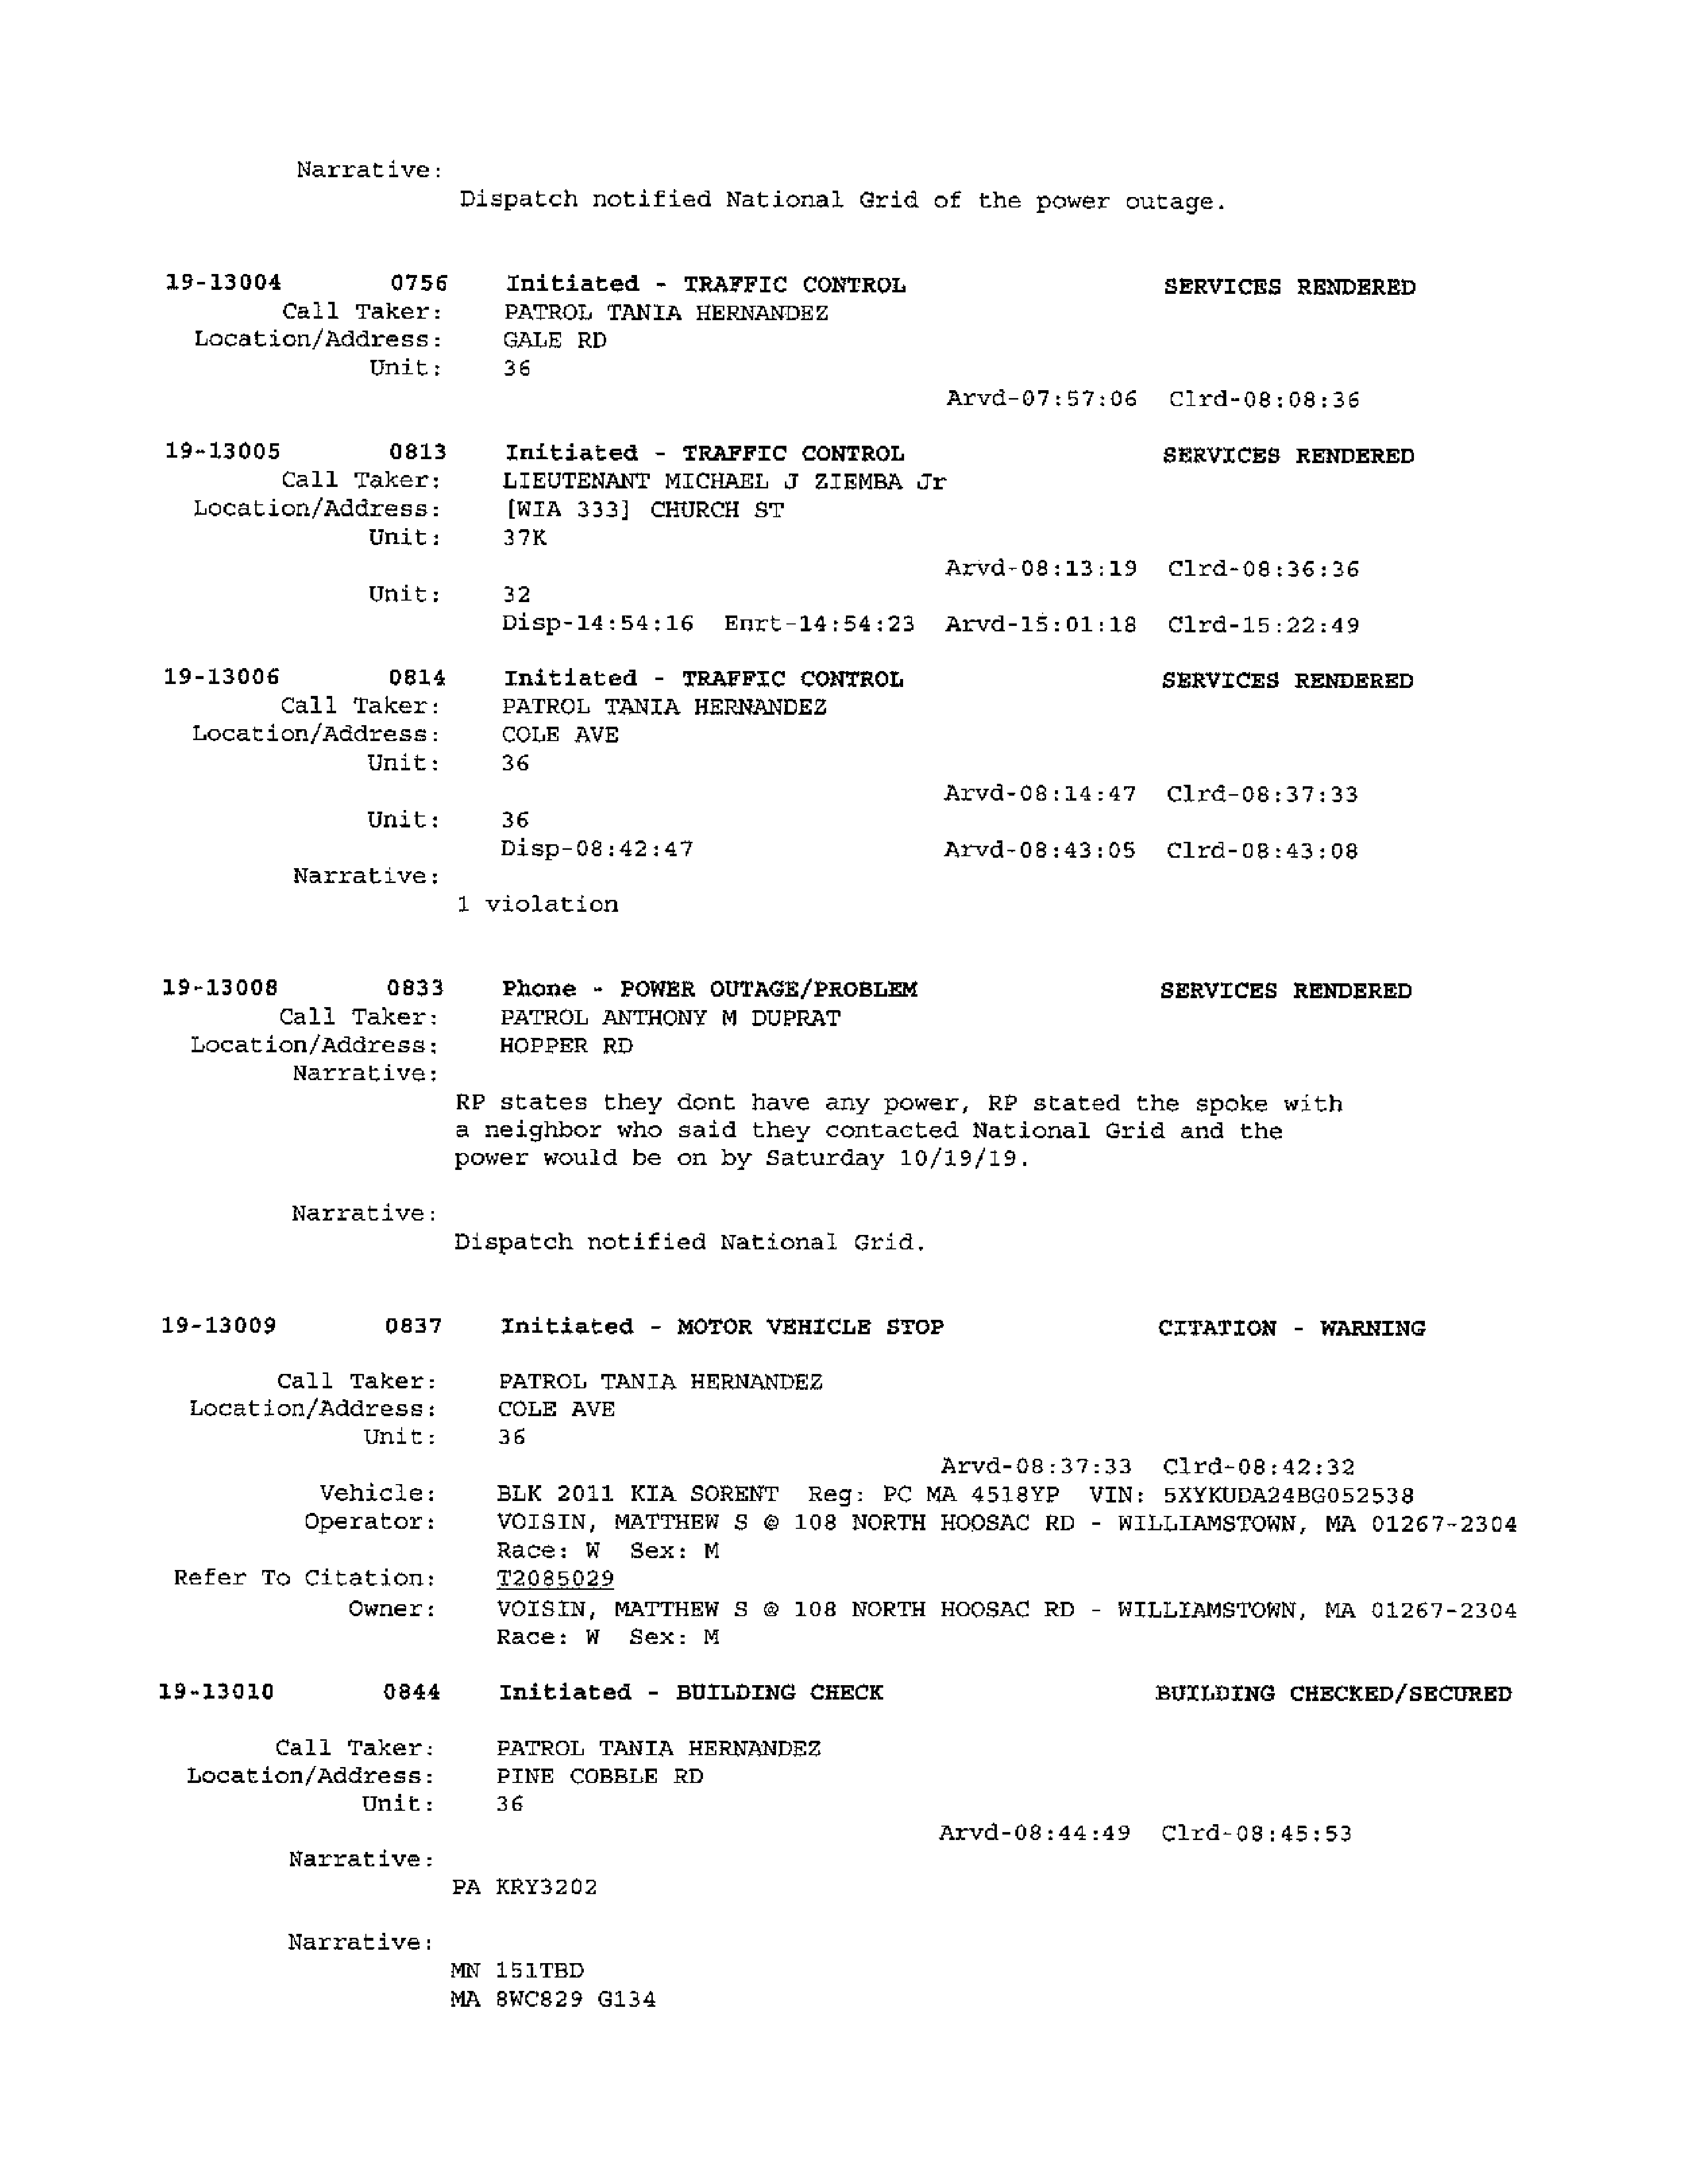 Narrative:
Dispatch notified National Grid of the power outage.
19-13004 0756 Initiated - TRAFFIC CONTROL SERVICES RENDERED
Call Taker: PATROL TANIA HERNANDEZ
Location/Address: GALE RD
Unit: 36
Arvd-07:57:06 Clrd-08:08:36
19-13005 0813 Initiated - TRAFFIC CONTROL SERVICES RENDERED
Call Taker: LIEUTENANT MICHAEL J ZIEMBA Jr
Location/Address: [WIA 333] CHURCH ST
Unit: 37K
Arvd-08:13:19 Clrd-08:36:36
Unit: 32
Disp-14:54:16 Enrt-14:54:23 Arvd-15:01:18 Clrd-15:22:49
19-13006 0814 Initiated - TRAFFIC CONTROL SERVICES RENDERED
Call Taker: PATROL TANIA HERNANDEZ
Location/Address: COLE AVE
Unit: 36
Arvd-08:14:47 Clrd-08:37:33
Unit: 36
Disp-08:42:47 Arvd-08:43:05 Clrd-08:43:08
Narrative:
1 violation
19-13008 0833 Phone - POWER OUTAGE/PROBLEM SERVICES RENDERED
Call Taker: PATROL ANTHONY M DUPRAT
Location/Address: HOPPER RD
Narrative:
RP states they dont have any power, RP stated the spoke with
a neighbor who said they contacted National Grid and the
power would be on by Saturday 10/19/19.
Narrative:
Dispatch notified National Grid.
19-13009 0837 Initiated - MOTOR VEHICLE STOP CITATION - WARNING
Call Taker: PATROL TANIA HERNANDEZ
Location/Address: COLE AVE
Unit: 36
Arvd-08:37:33 Clrd-08:42:32
Vehicle: BLK 2011 KIA SORENT Reg: PC MA 4518YP VIN: 5XYKUDA24BG052538
Operator: VOISIN, MATTHEW S @ 108 NORTH HOOSAC RD - WILLIAMSTOWN, MA 01267-2304
Race: W Sex: M
Refer To Citation: T2085029
Owner: VOISIN, MATTHEW S @ 108 NORTH HOOSAC RD - WILLIAMSTOWN, MA 01267-2304
Race: W Sex: M
19-13010 0844 Initiated - BUILDING CHECK BUILDING CHECKED/SECURED
Call Taker: PATROL TANIA HERNANDEZ
Location/Address: PINE COBBLE RD
Unit: 36
Arvd-08:44:49 Clrd-08:45:53
Narrative:
PA KRY3202
Narrative:
MN 151TBD
MA 8WC829 G134